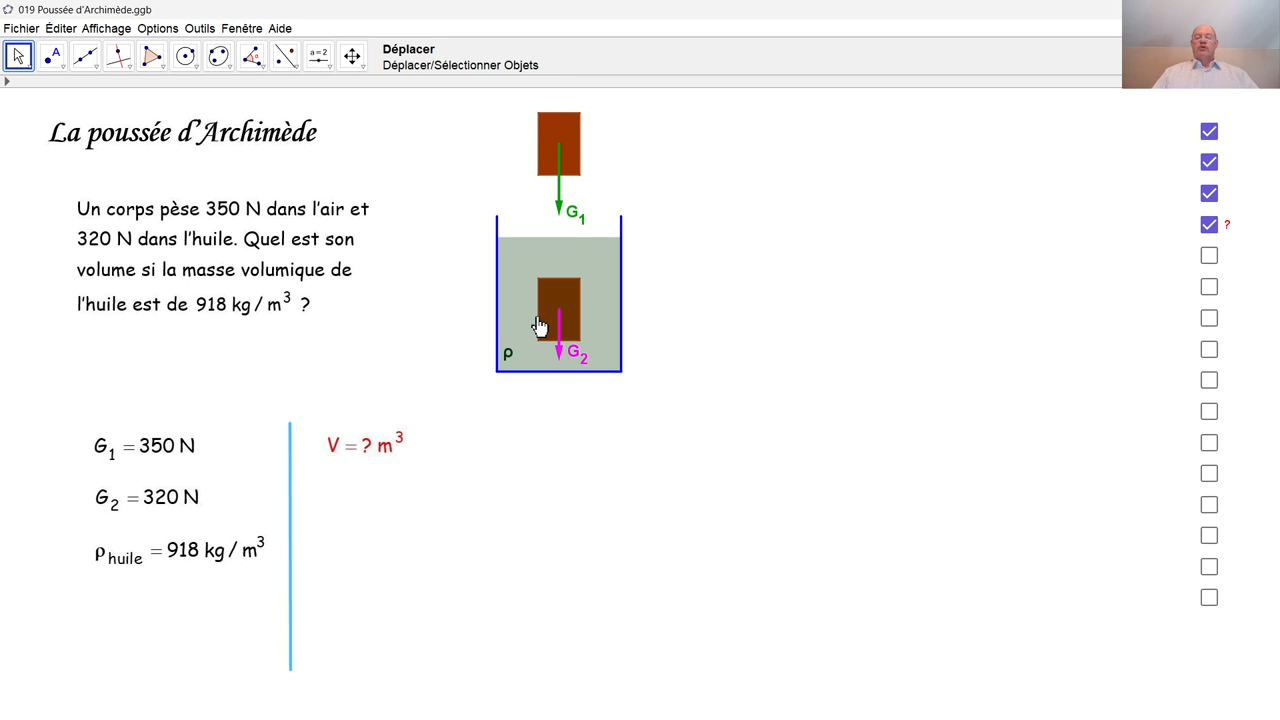 019 Poussée d'Archimède.ggb
Fichier Éditer Affichage Options Outils Fenêtre Aide
A
a=2
Déplacer
Déplacer/Sélectionner Objets
La poussée d'Archimède
Un corps pèse 350 N dans l'air et
320 N dans l'huile. Quel est son
volume si la masse volumique de
l'huile est de 918 kg / m³ ?
G₁
ρ
G₂
?
G₁ = 350 N
V = ? m³
G₂ = 320 N
ρ huile = 918 kg / m³